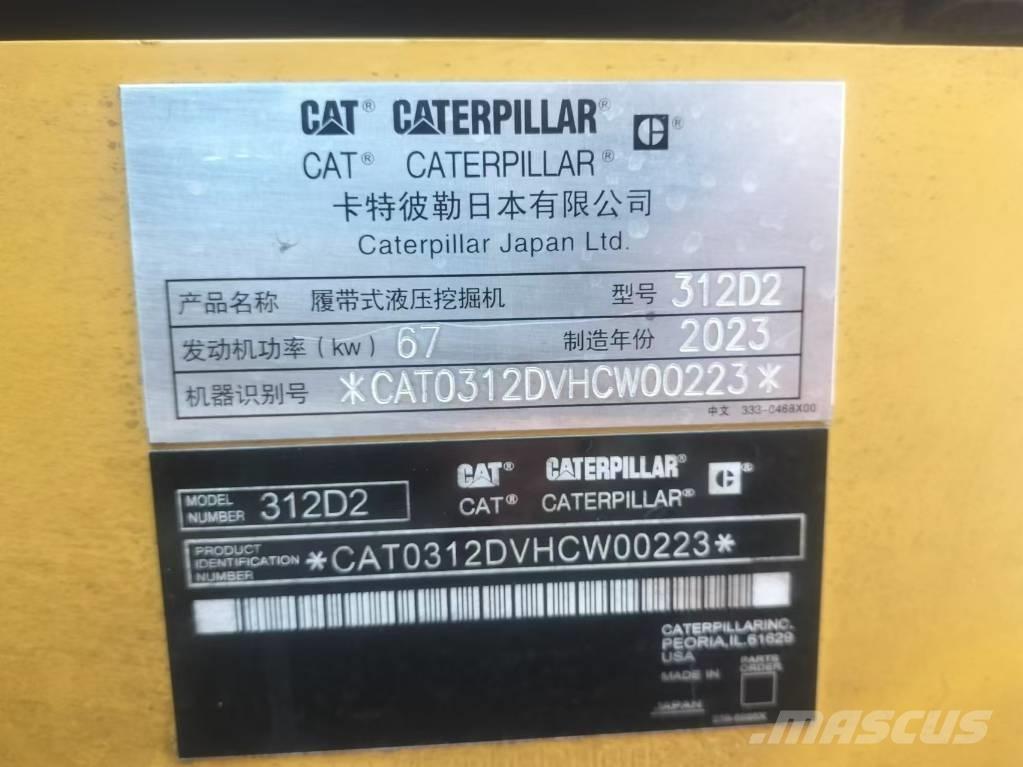 CAT® CATERPILLAR® C®
CAT® CATERPILLAR®
卡特彼勒日本有限公司
Caterpillar Japan Ltd.
产品名称 履带式液压挖掘机 型号 312D2
发动机功率(kw) 67 制造年份 2023
机器识别号 *CAT0312DVHCW00223*
中文 333-0468X00
CAT® CATERPILLAR® C®
CAT® CATERPILLAR®
MODEL NUMBER 312D2
PRODUCT IDENTIFICATION NUMBER *CAT0312DVHCW00223*
CATERPILLAR INC.
PEORIA,IL.61629
USA
MADE IN
PARTS ORDER
JAPAN
MASCUS